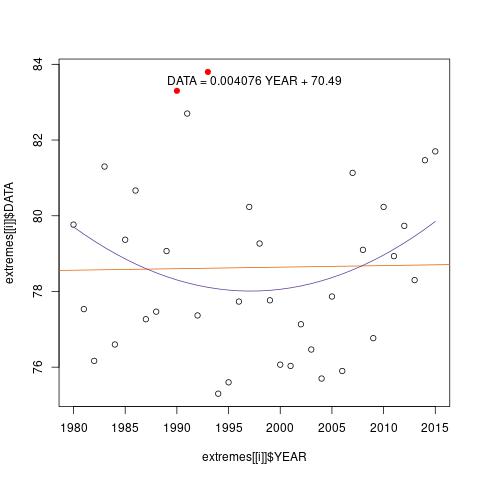 84
DATA = 0.004076 YEAR + 70.49
82
80
78
76
extremes[[i]]$DATA
1980 1985 1990 1995 2000 2005 2010 2015
extremes[[i]]$YEAR